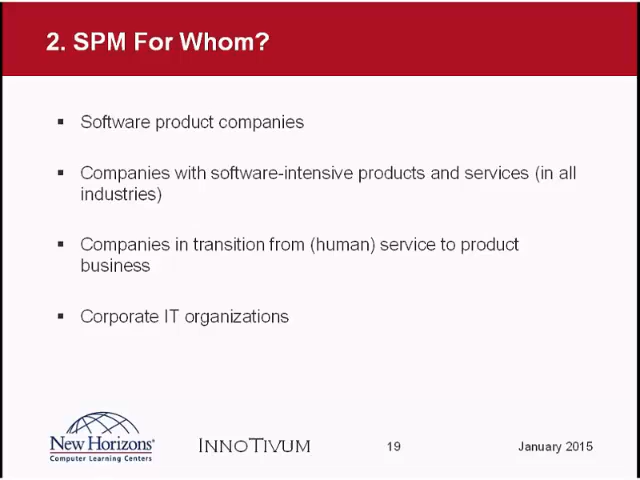 2. SPM For Whom?
▪ Software product companies
▪ Companies with software-intensive products and services (in all
industries)
▪ Companies in transition from (human) service to product
business
▪ Corporate IT organizations
New Horizons®
Computer Learning Centers
INNOTIVUM
19
January 2015